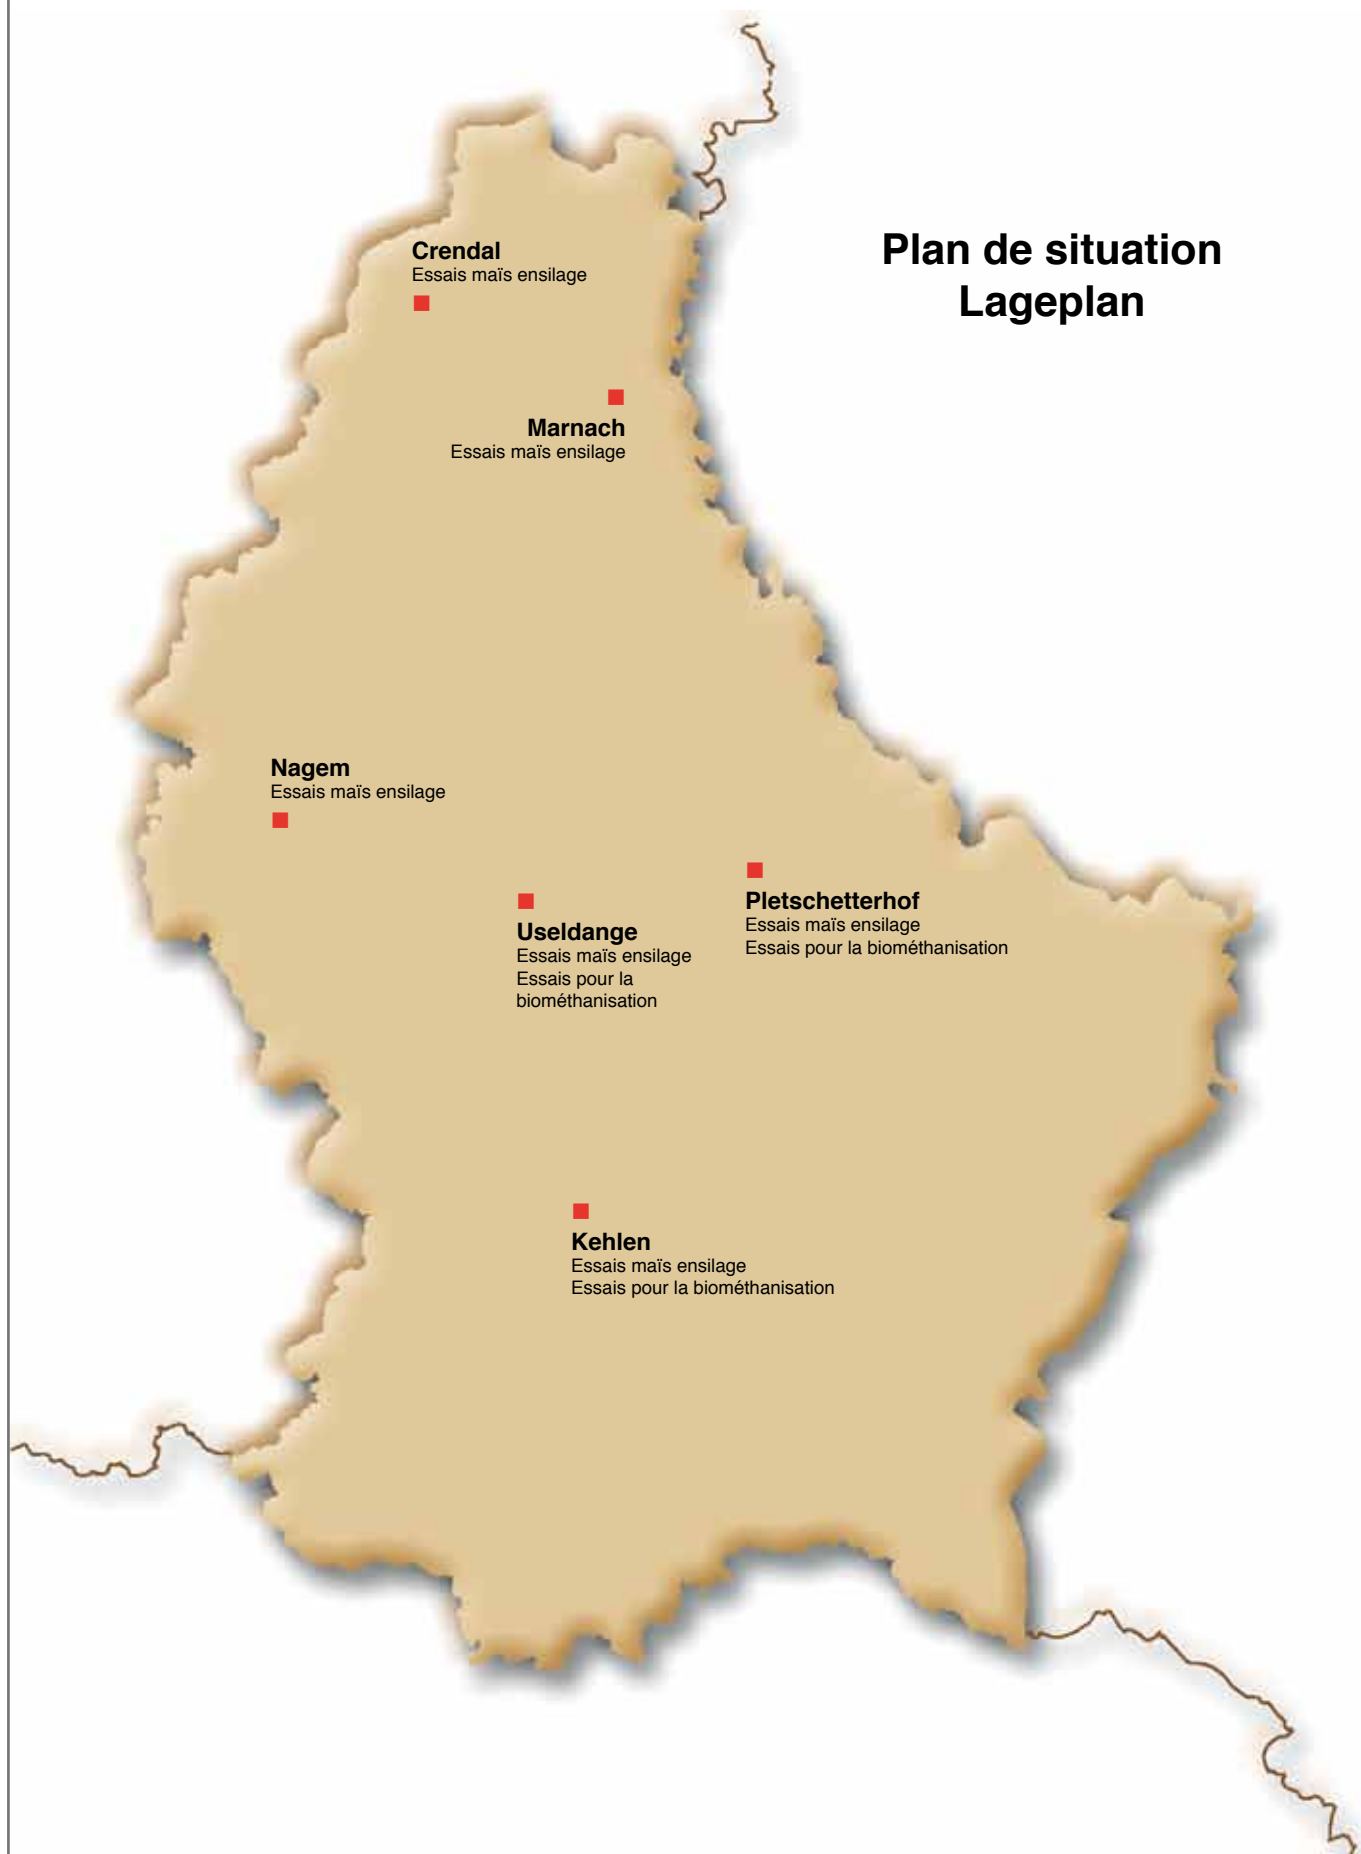 Plan de situation
Lageplan
Crendal
Essais maïs ensilage
Marnach
Essais maïs ensilage
Nagem
Essais maïs ensilage
Useldange
Essais maïs ensilage
Essais pour la
biométhanisation
Pletschetterhof
Essais maïs ensilage
Essais pour la biométhanisation
Kehlen
Essais maïs ensilage
Essais pour la biométhanisation